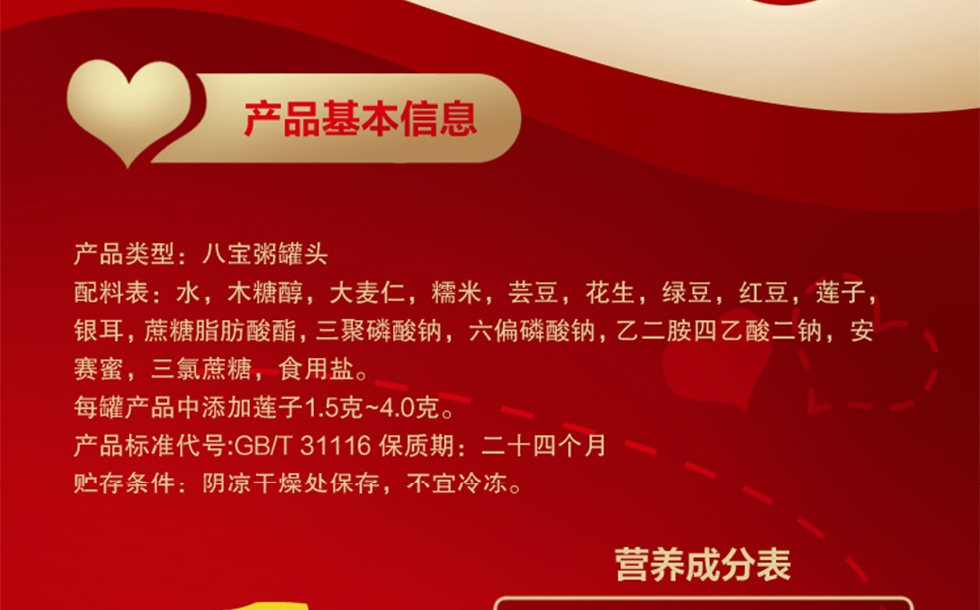 产品基本信息
产品类型：八宝粥罐头
配料表：水，木糖醇，大麦仁，糯米，芸豆，花生，绿豆，红豆，莲子，
银耳，蔗糖脂肪酸酯，三聚磷酸钠，六偏磷酸钠，乙二胺四乙酸二钠，安
赛蜜，三氯蔗糖，食用盐。
每罐产品中添加莲子1.5克~4.0克。
产品标准代号:GB/T 31116 保质期：二十四个月
贮存条件：阴凉干燥处保存，不宜冷冻。
营养成分表